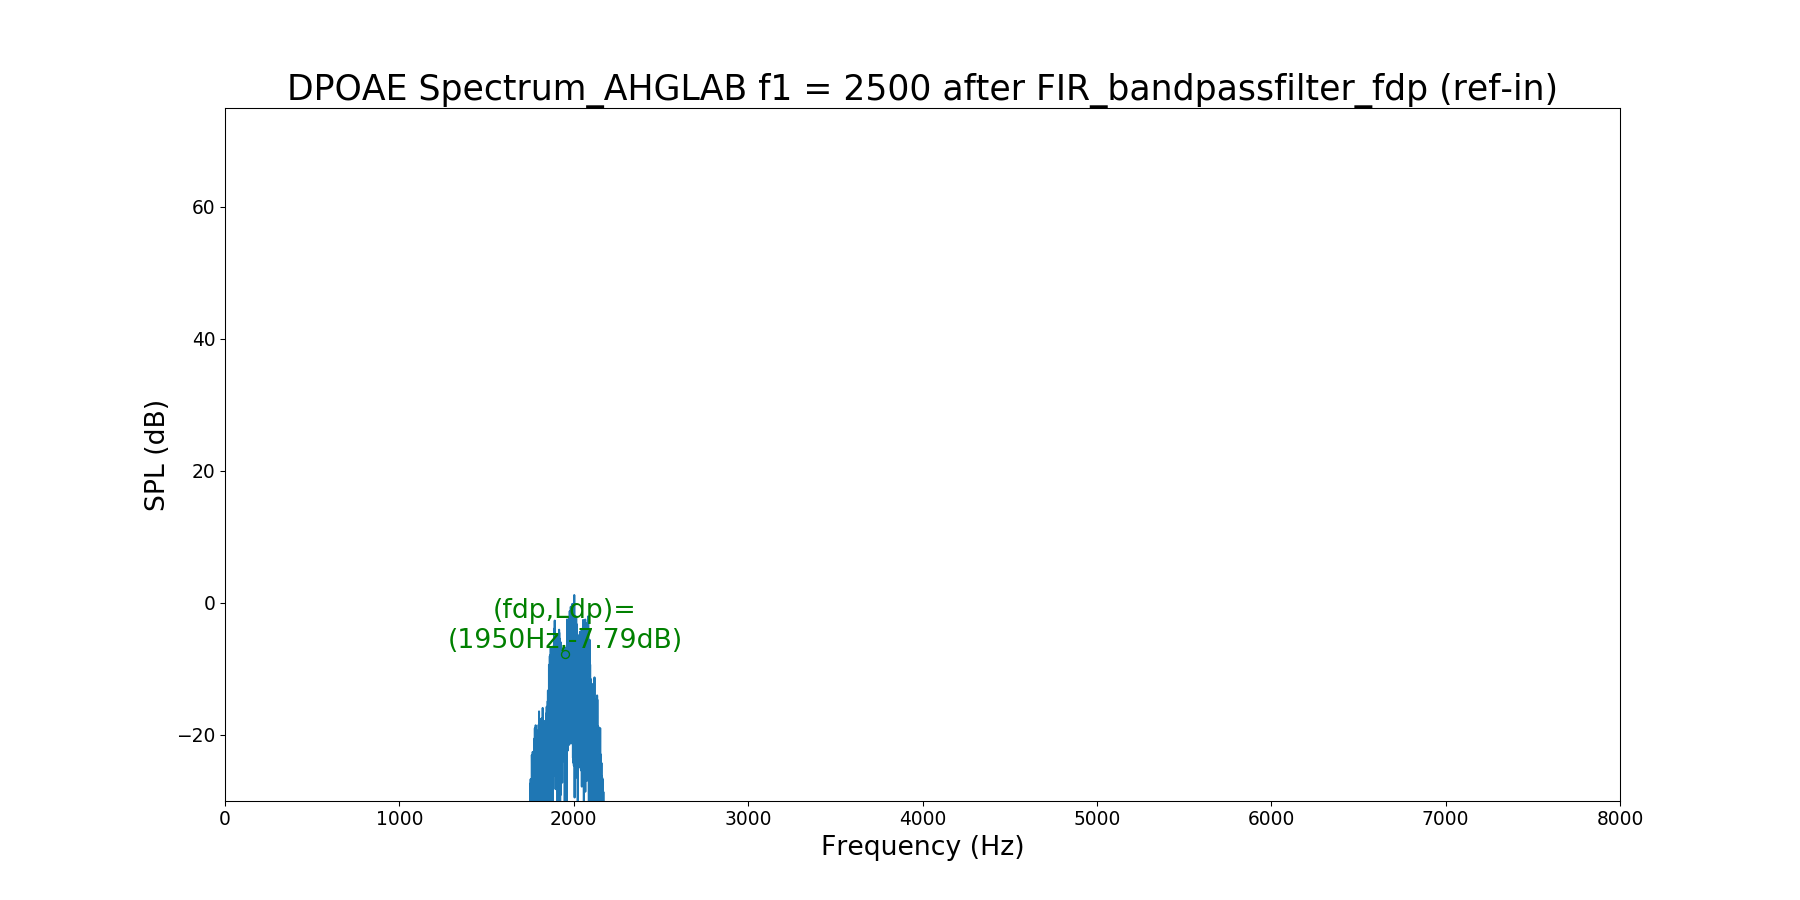 DPOAE Spectrum_AHGLAB f1 = 2500 after FIR_bandpassfilter_fdp (ref-in)
60
40
20
0
−20
SPL (dB)
(fdp,Ldp)=
(1950Hz,-7.79dB)
0 1000 2000 3000 4000 5000 6000 7000 8000
Frequency (Hz)